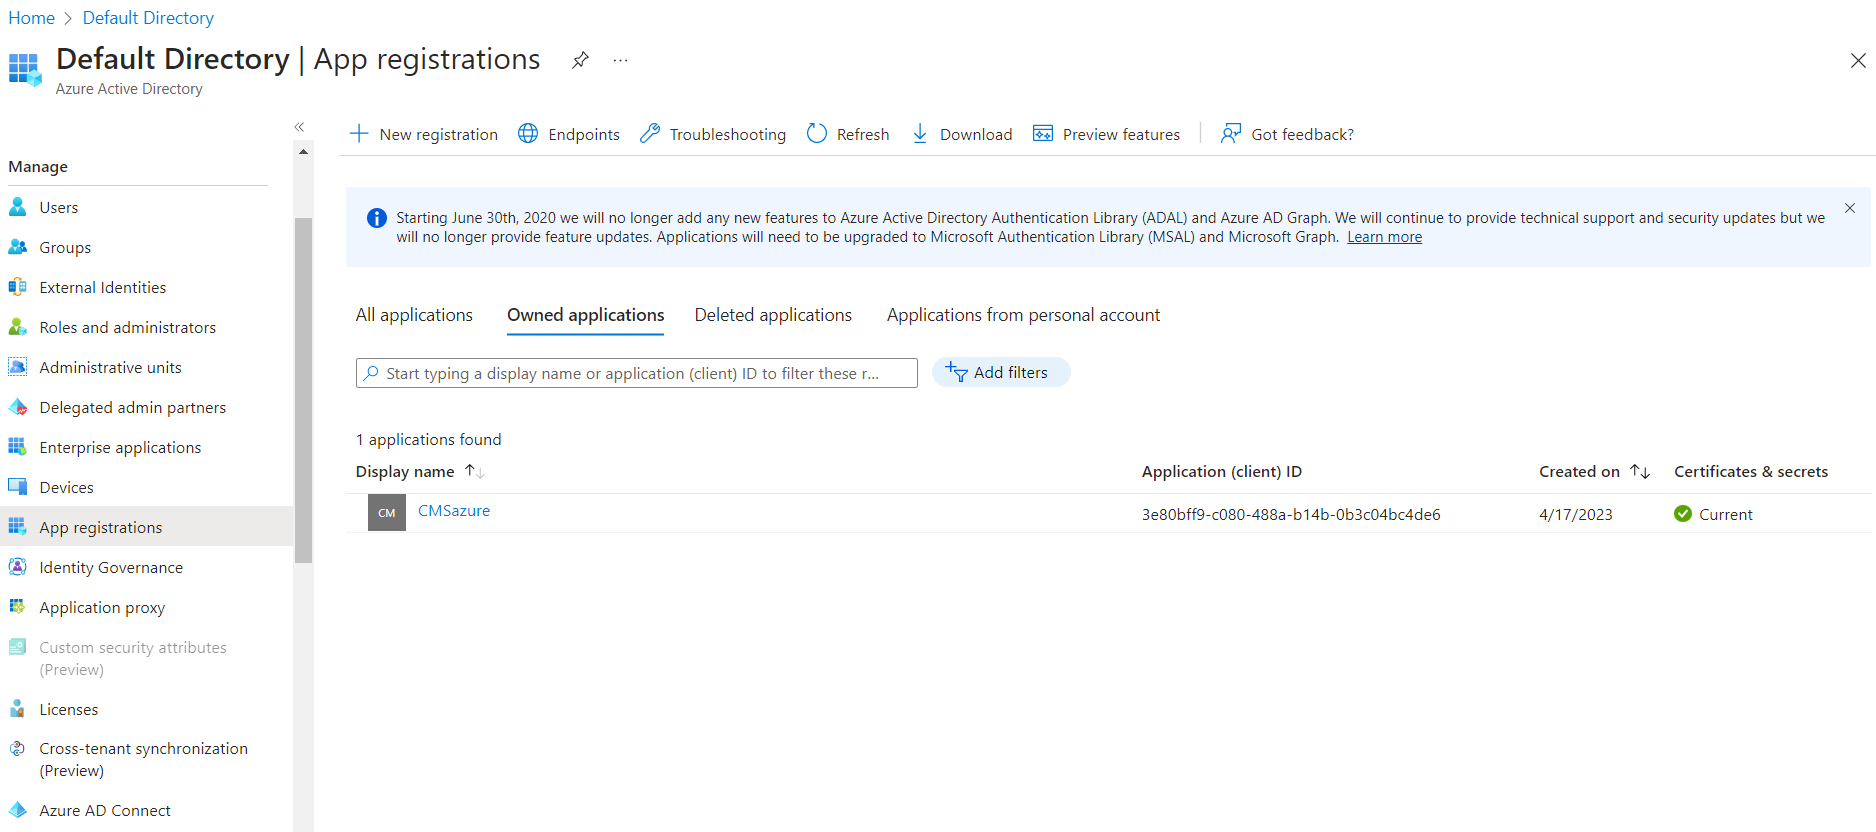 Home > Default Directory
Default Directory | App registrations ...
Azure Active Directory
«
Manage
Users
Groups
External Identities
Roles and administrators
Administrative units
Delegated admin partners
Enterprise applications
Devices
App registrations
Identity Governance
Application proxy
Custom security attributes
(Preview)
Licenses
Cross-tenant synchronization
(Preview)
Azure AD Connect
New registration Endpoints Troubleshooting Refresh Download Preview features Got feedback?
Starting June 30th, 2020 we will no longer add any new features to Azure Active Directory Authentication Library (ADAL) and Azure AD Graph. We will continue to provide technical support and security updates but we
will no longer provide feature updates. Applications will need to be upgraded to Microsoft Authentication Library (MSAL) and Microsoft Graph. Learn more
All applications Owned applications Deleted applications Applications from personal account
Start typing a display name or application (client) ID to filter these r... Add filters
1 applications found
Display name ↑↓ Application (client) ID Created on ↑↓ Certificates & secrets
CM CMSazure 3e80bff9-c080-488a-b14b-0b3c04bc4de6 4/17/2023 Current